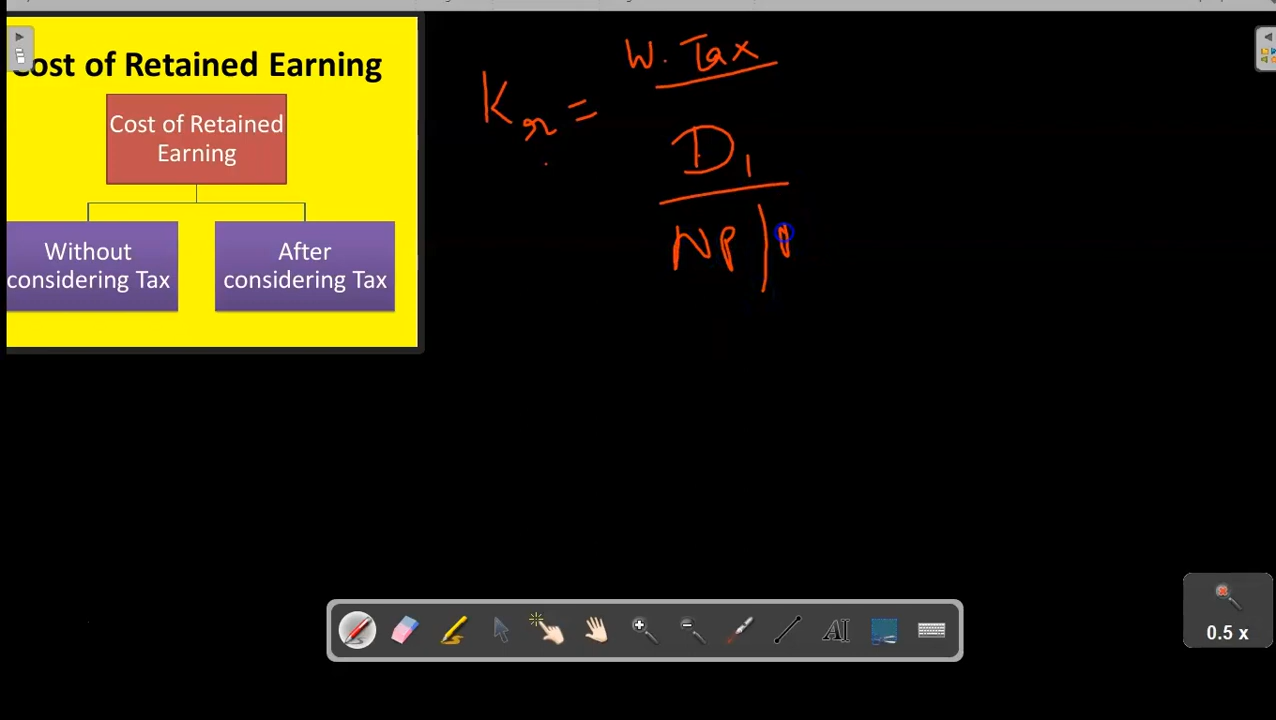 Cost of Retained Earning
Cost of Retained
Earning
Without
considering Tax
After
considering Tax
W. Tax
Kr =
D1
NP |
AI
0.5 x